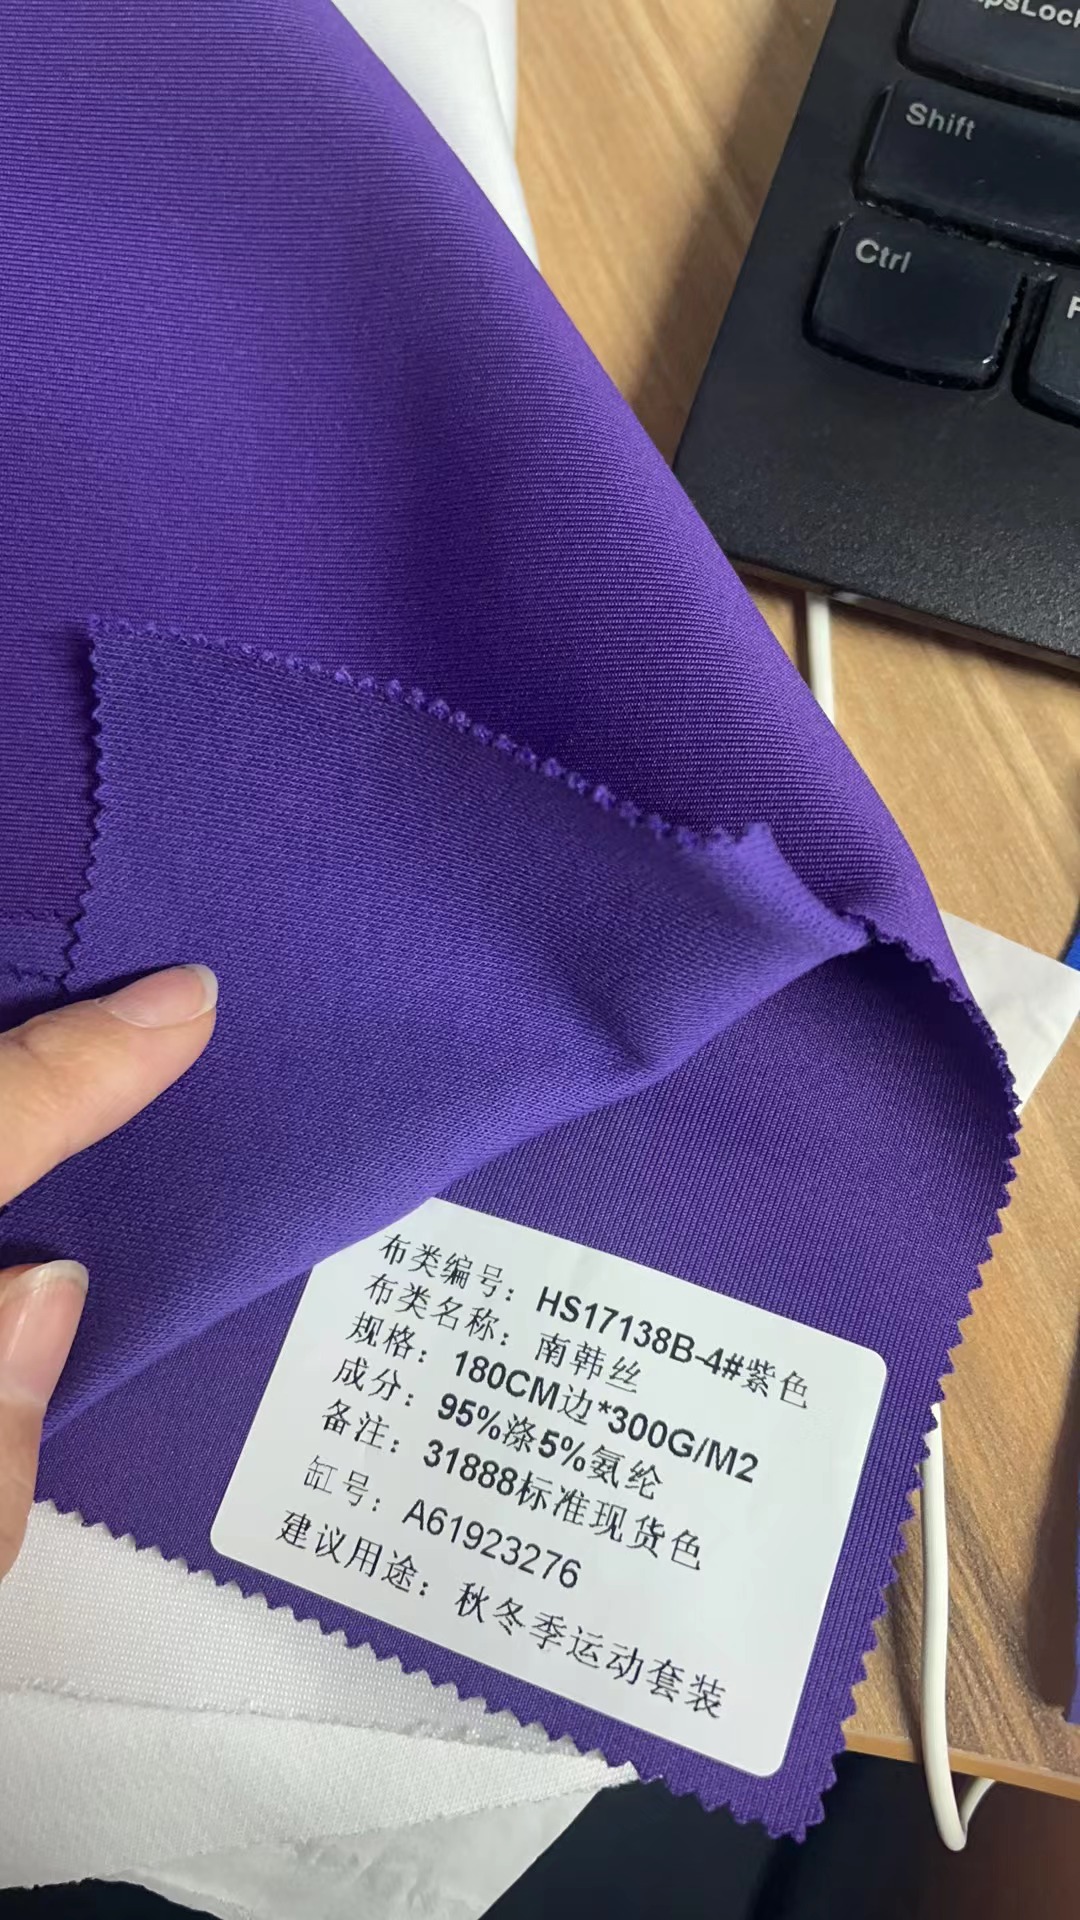 psLock
Shift
Ctrl
布类编号：HS17138B-4#紫色
布类名称：南韩丝
规格：180CM边*300G/M2
成分：95%涤5%氨纶
备注：31888标准现货色
缸号：A61923276
建议用途：秋冬季运动套装